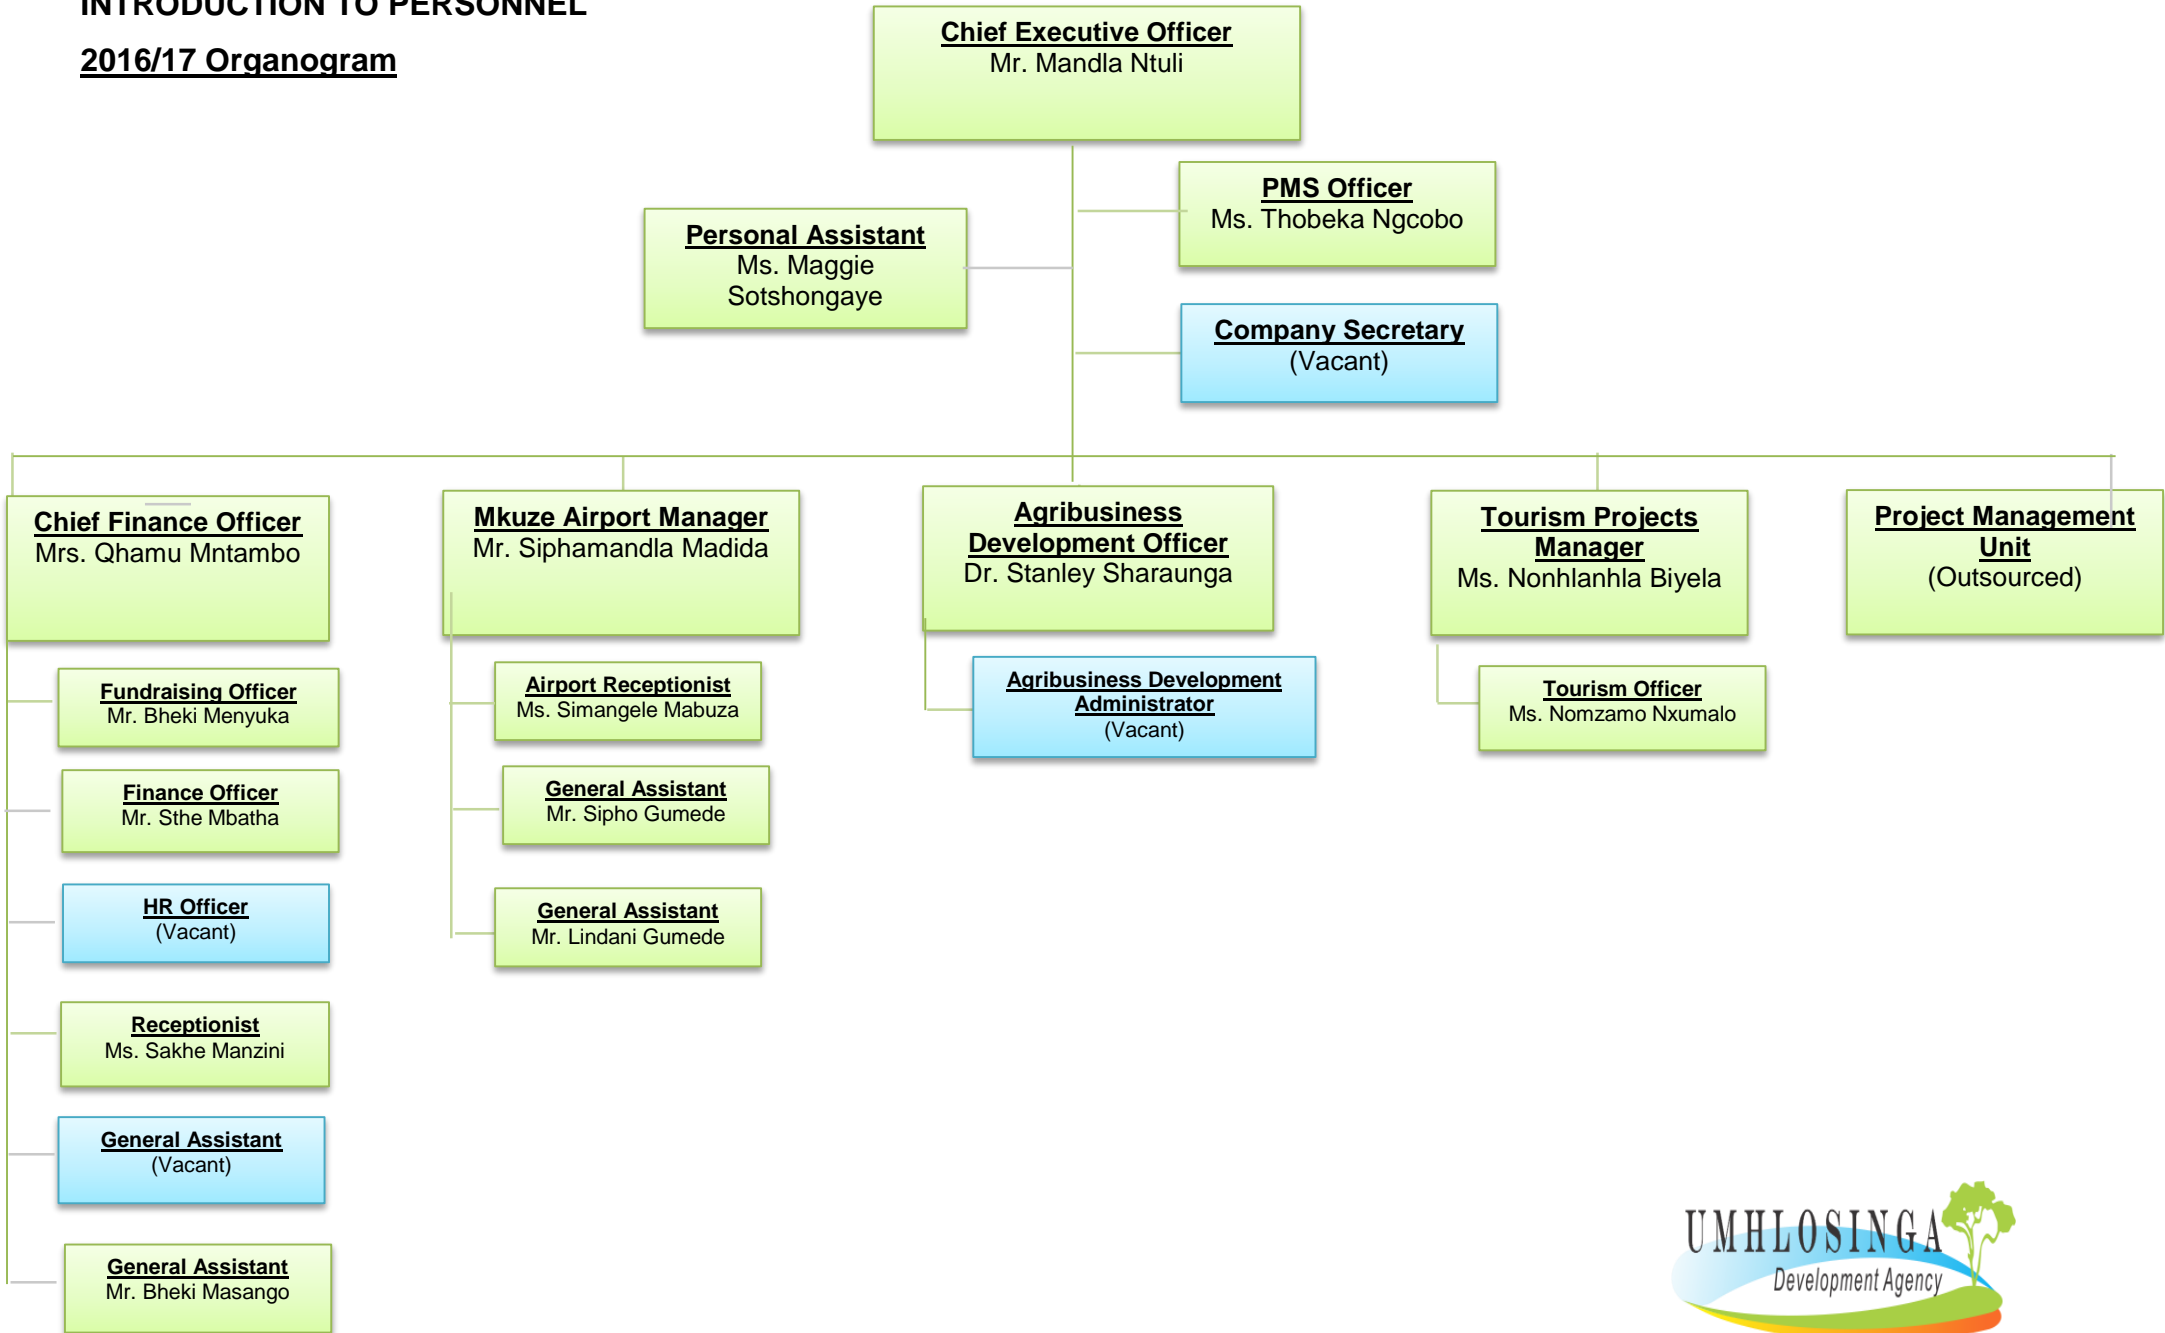 INTRODUCTION TO PERSONNEL
2016/17 Organogram
Chief Executive Officer
Mr. Mandla Ntuli
PMS Officer
Ms. Thobeka Ngcobo
Personal Assistant
Ms. Maggie
Sotshongaye
Company Secretary
(Vacant)
Chief Finance Officer
Mrs. Qhamu Mntambo
Mkuze Airport Manager
Mr. Siphamandla Madida
Agribusiness
Development Officer
Dr. Stanley Sharaunga
Tourism Projects
Manager
Ms. Nonhlanhla Biyela
Project Management
Unit
(Outsourced)
Fundraising Officer
Mr. Bheki Menyuka
Finance Officer
Mr. Sthe Mbatha
HR Officer
(Vacant)
Receptionist
Ms. Sakhe Manzini
General Assistant
(Vacant)
General Assistant
Mr. Bheki Masango
Airport Receptionist
Ms. Simangele Mabuza
General Assistant
Mr. Sipho Gumede
General Assistant
Mr. Lindani Gumede
Agribusiness Development
Administrator
(Vacant)
Tourism Officer
Ms. Nomzamo Nxumalo
UMHLOSINGA
Development Agency